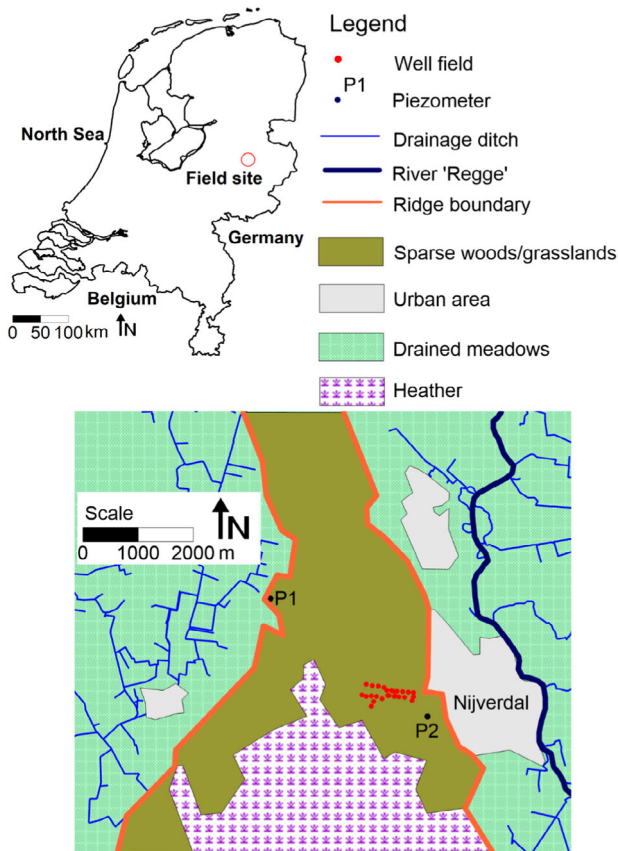 Legend
Well field
P1
Piezometer
Drainage ditch
River 'Regge'
Ridge boundary
Sparse woods/grasslands
Urban area
Drained meadows
Heather
North Sea
Field site
Germany
Belgium
0 50 100 km N
Scale
0 1000 2000 m
N
P1
P2
Nijverdal